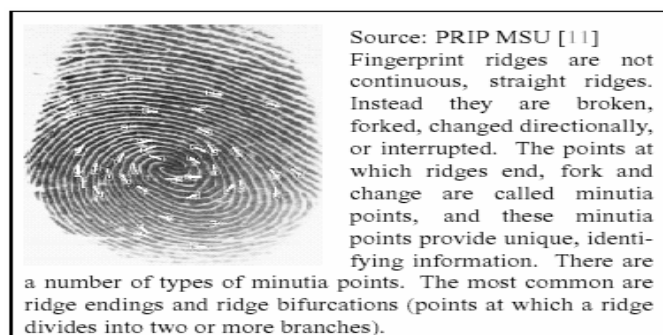 Source: PRIP MSU [11]
Fingerprint ridges are not
continuous, straight ridges.
Instead they are broken,
forked, changed directionally,
or interrupted. The points at
which ridges end, fork and
change are called minutia
points, and these minutia
points provide unique, identi-
fying information. There are
a number of types of minutia points. The most common are
ridge endings and ridge bifurcations (points at which a ridge
divides into two or more branches).